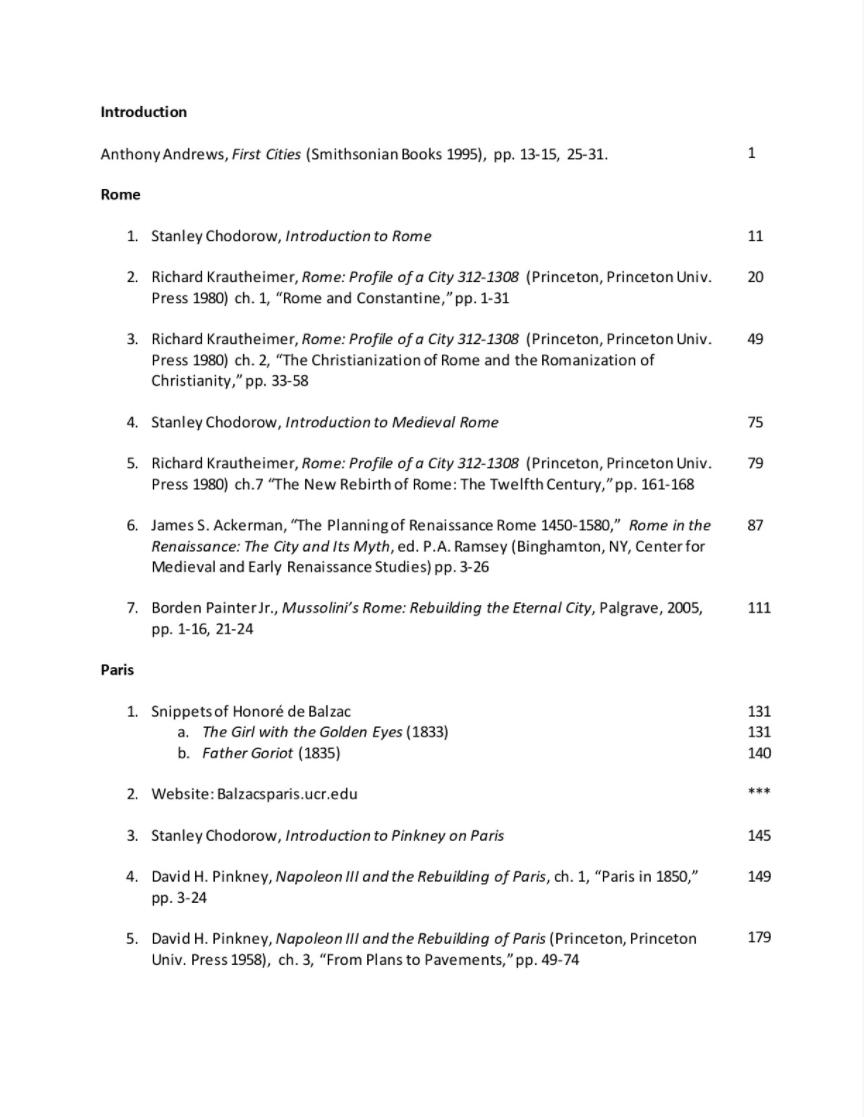 Introduction
Anthony Andrews, First Cities (Smithsonian Books 1995), pp. 13-15, 25-31. 1
Rome
1. Stanley Chodorow, Introduction to Rome 11
2. Richard Krautheimer, Rome: Profile of a City 312-1308 (Princeton, Princeton Univ. 20
Press 1980) ch. 1, “Rome and Constantine,” pp. 1-31
3. Richard Krautheimer, Rome: Profile of a City 312-1308 (Princeton, Princeton Univ. 49
Press 1980) ch. 2, “The Christianization of Rome and the Romanization of
Christianity,” pp. 33-58
4. Stanley Chodorow, Introduction to Medieval Rome 75
5. Richard Krautheimer, Rome: Profile of a City 312-1308 (Princeton, Princeton Univ. 79
Press 1980) ch.7 “The New Rebirth of Rome: The Twelfth Century,” pp. 161-168
6. James S. Ackerman, “The Planning of Renaissance Rome 1450-1580,” Rome in the 87
Renaissance: The City and Its Myth, ed. P.A. Ramsey (Binghamton, NY, Center for
Medieval and Early Renaissance Studies) pp. 3-26
7. Borden Painter Jr., Mussolini’s Rome: Rebuilding the Eternal City, Palgrave, 2005, 111
pp. 1-16, 21-24
Paris
1. Snippets of Honoré de Balzac 131
a. The Girl with the Golden Eyes (1833) 131
b. Father Goriot (1835) 140
2. Website: Balzacsparis.ucr.edu ***
3. Stanley Chodorow, Introduction to Pinkney on Paris 145
4. David H. Pinkney, Napoleon III and the Rebuilding of Paris, ch. 1, “Paris in 1850,” 149
pp. 3-24
5. David H. Pinkney, Napoleon III and the Rebuilding of Paris (Princeton, Princeton 179
Univ. Press 1958), ch. 3, “From Plans to Pavements,” pp. 49-74